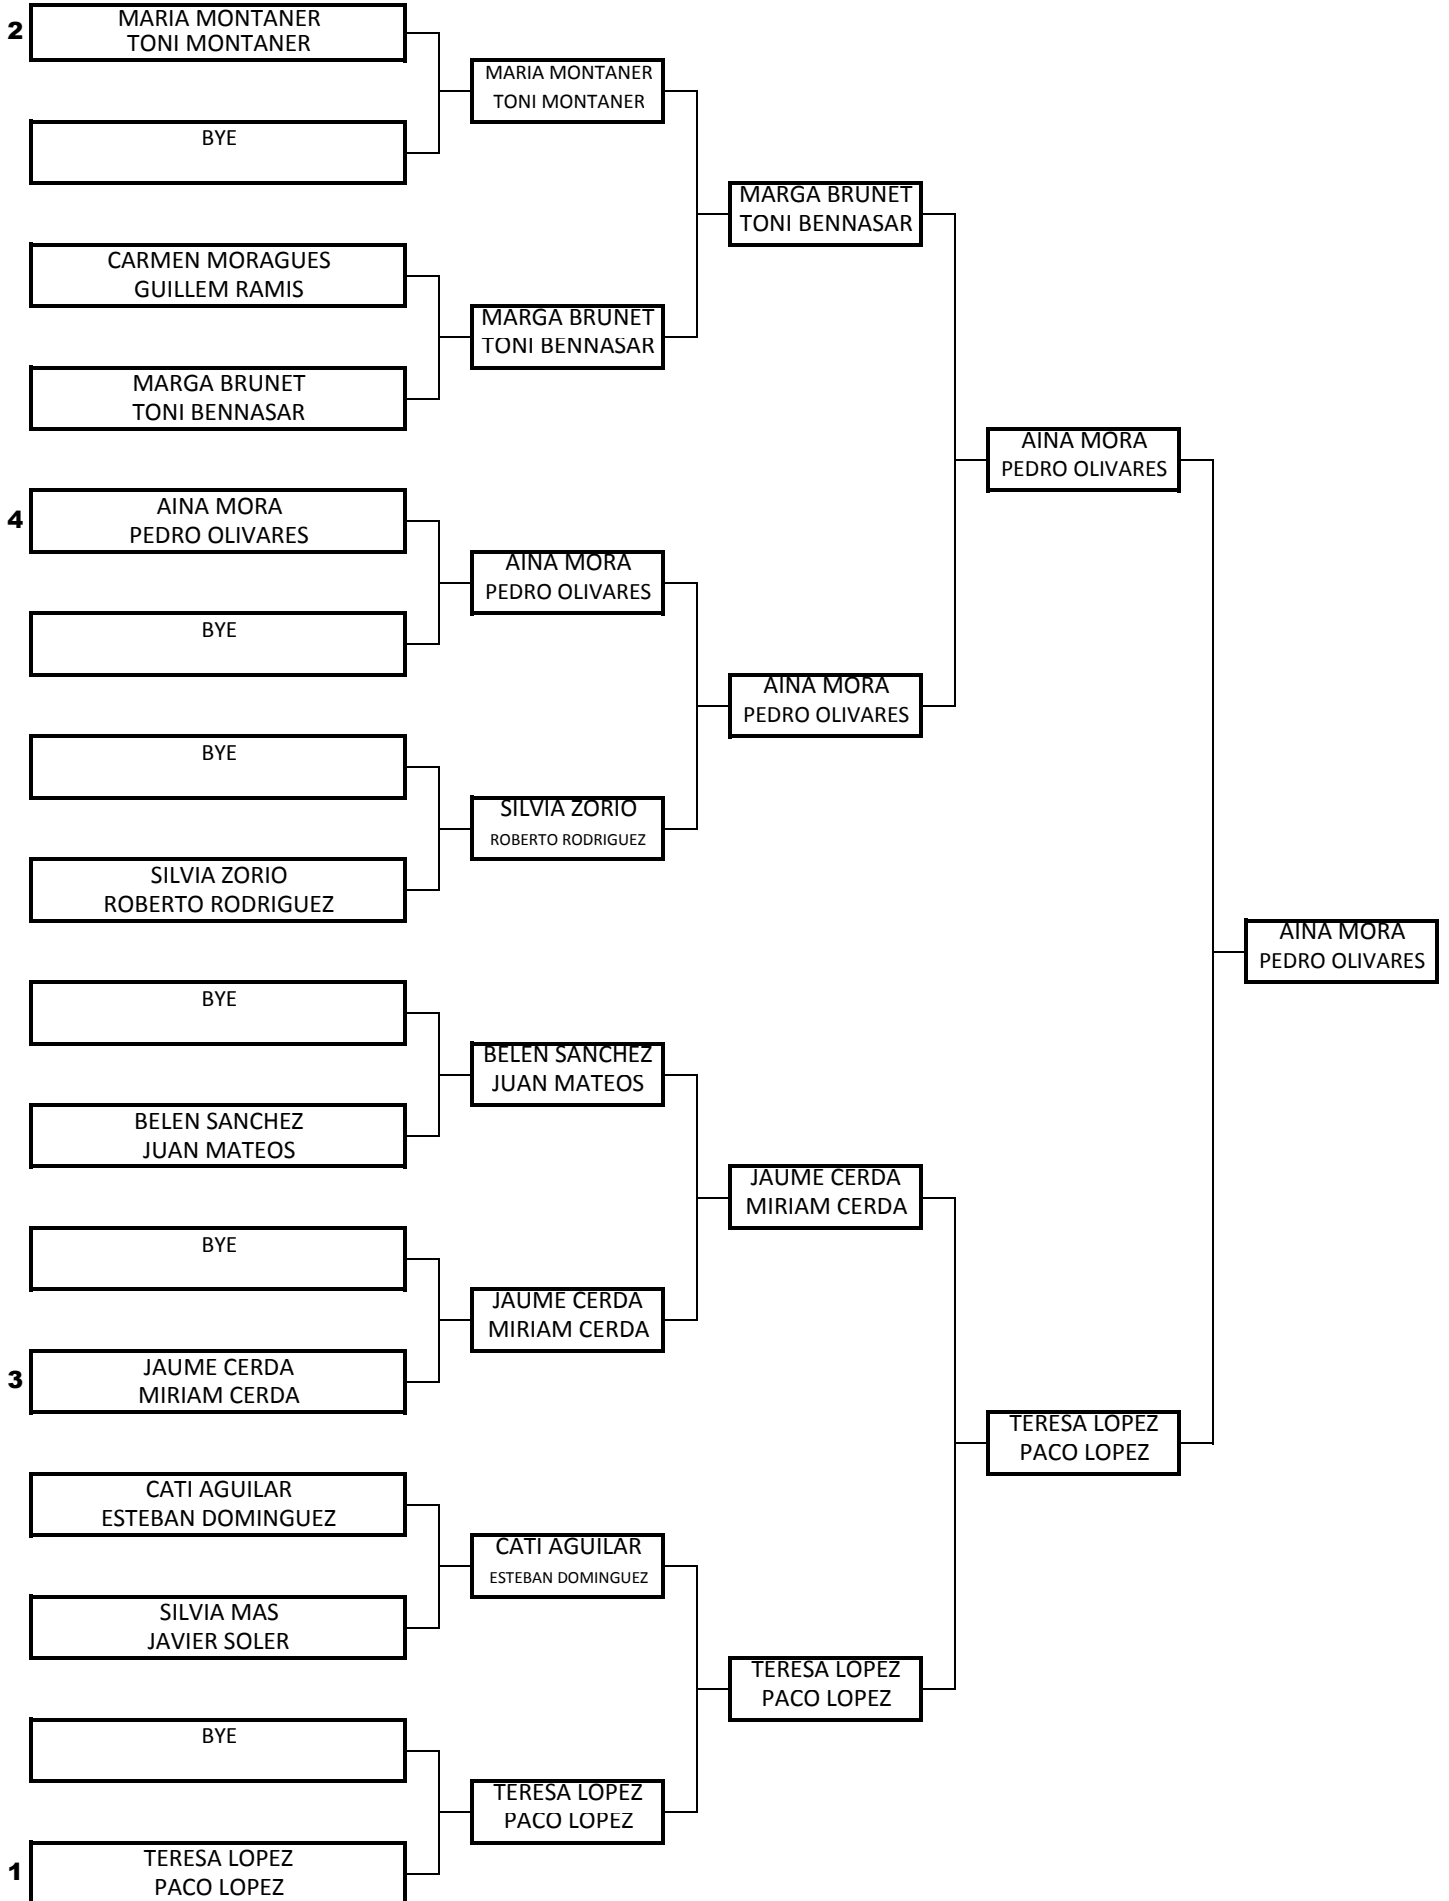 2
MARIA MONTANER
TONI MONTANER
BYE
CARMEN MORAGUES
GUILLEM RAMIS
MARGA BRUNET
TONI BENNASAR
4
AINA MORA
PEDRO OLIVARES
BYE
BYE
SILVIA ZORIO
ROBERTO RODRIGUEZ
BYE
BELEN SANCHEZ
JUAN MATEOS
BYE
3
JAUME CERDA
MIRIAM CERDA
CATI AGUILAR
ESTEBAN DOMINGUEZ
SILVIA MAS
JAVIER SOLER
BYE
1
TERESA LOPEZ
PACO LOPEZ
MARIA MONTANER
TONI MONTANER
MARGA BRUNET
TONI BENNASAR
AINA MORA
PEDRO OLIVARES
SILVIA ZORIO
ROBERTO RODRIGUEZ
BELEN SANCHEZ
JUAN MATEOS
JAUME CERDA
MIRIAM CERDA
CATI AGUILAR
ESTEBAN DOMINGUEZ
TERESA LOPEZ
PACO LOPEZ
MARGA BRUNET
TONI BENNASAR
AINA MORA
PEDRO OLIVARES
JAUME CERDA
MIRIAM CERDA
TERESA LOPEZ
PACO LOPEZ
AINA MORA
PEDRO OLIVARES
TERESA LOPEZ
PACO LOPEZ
AINA MORA
PEDRO OLIVARES